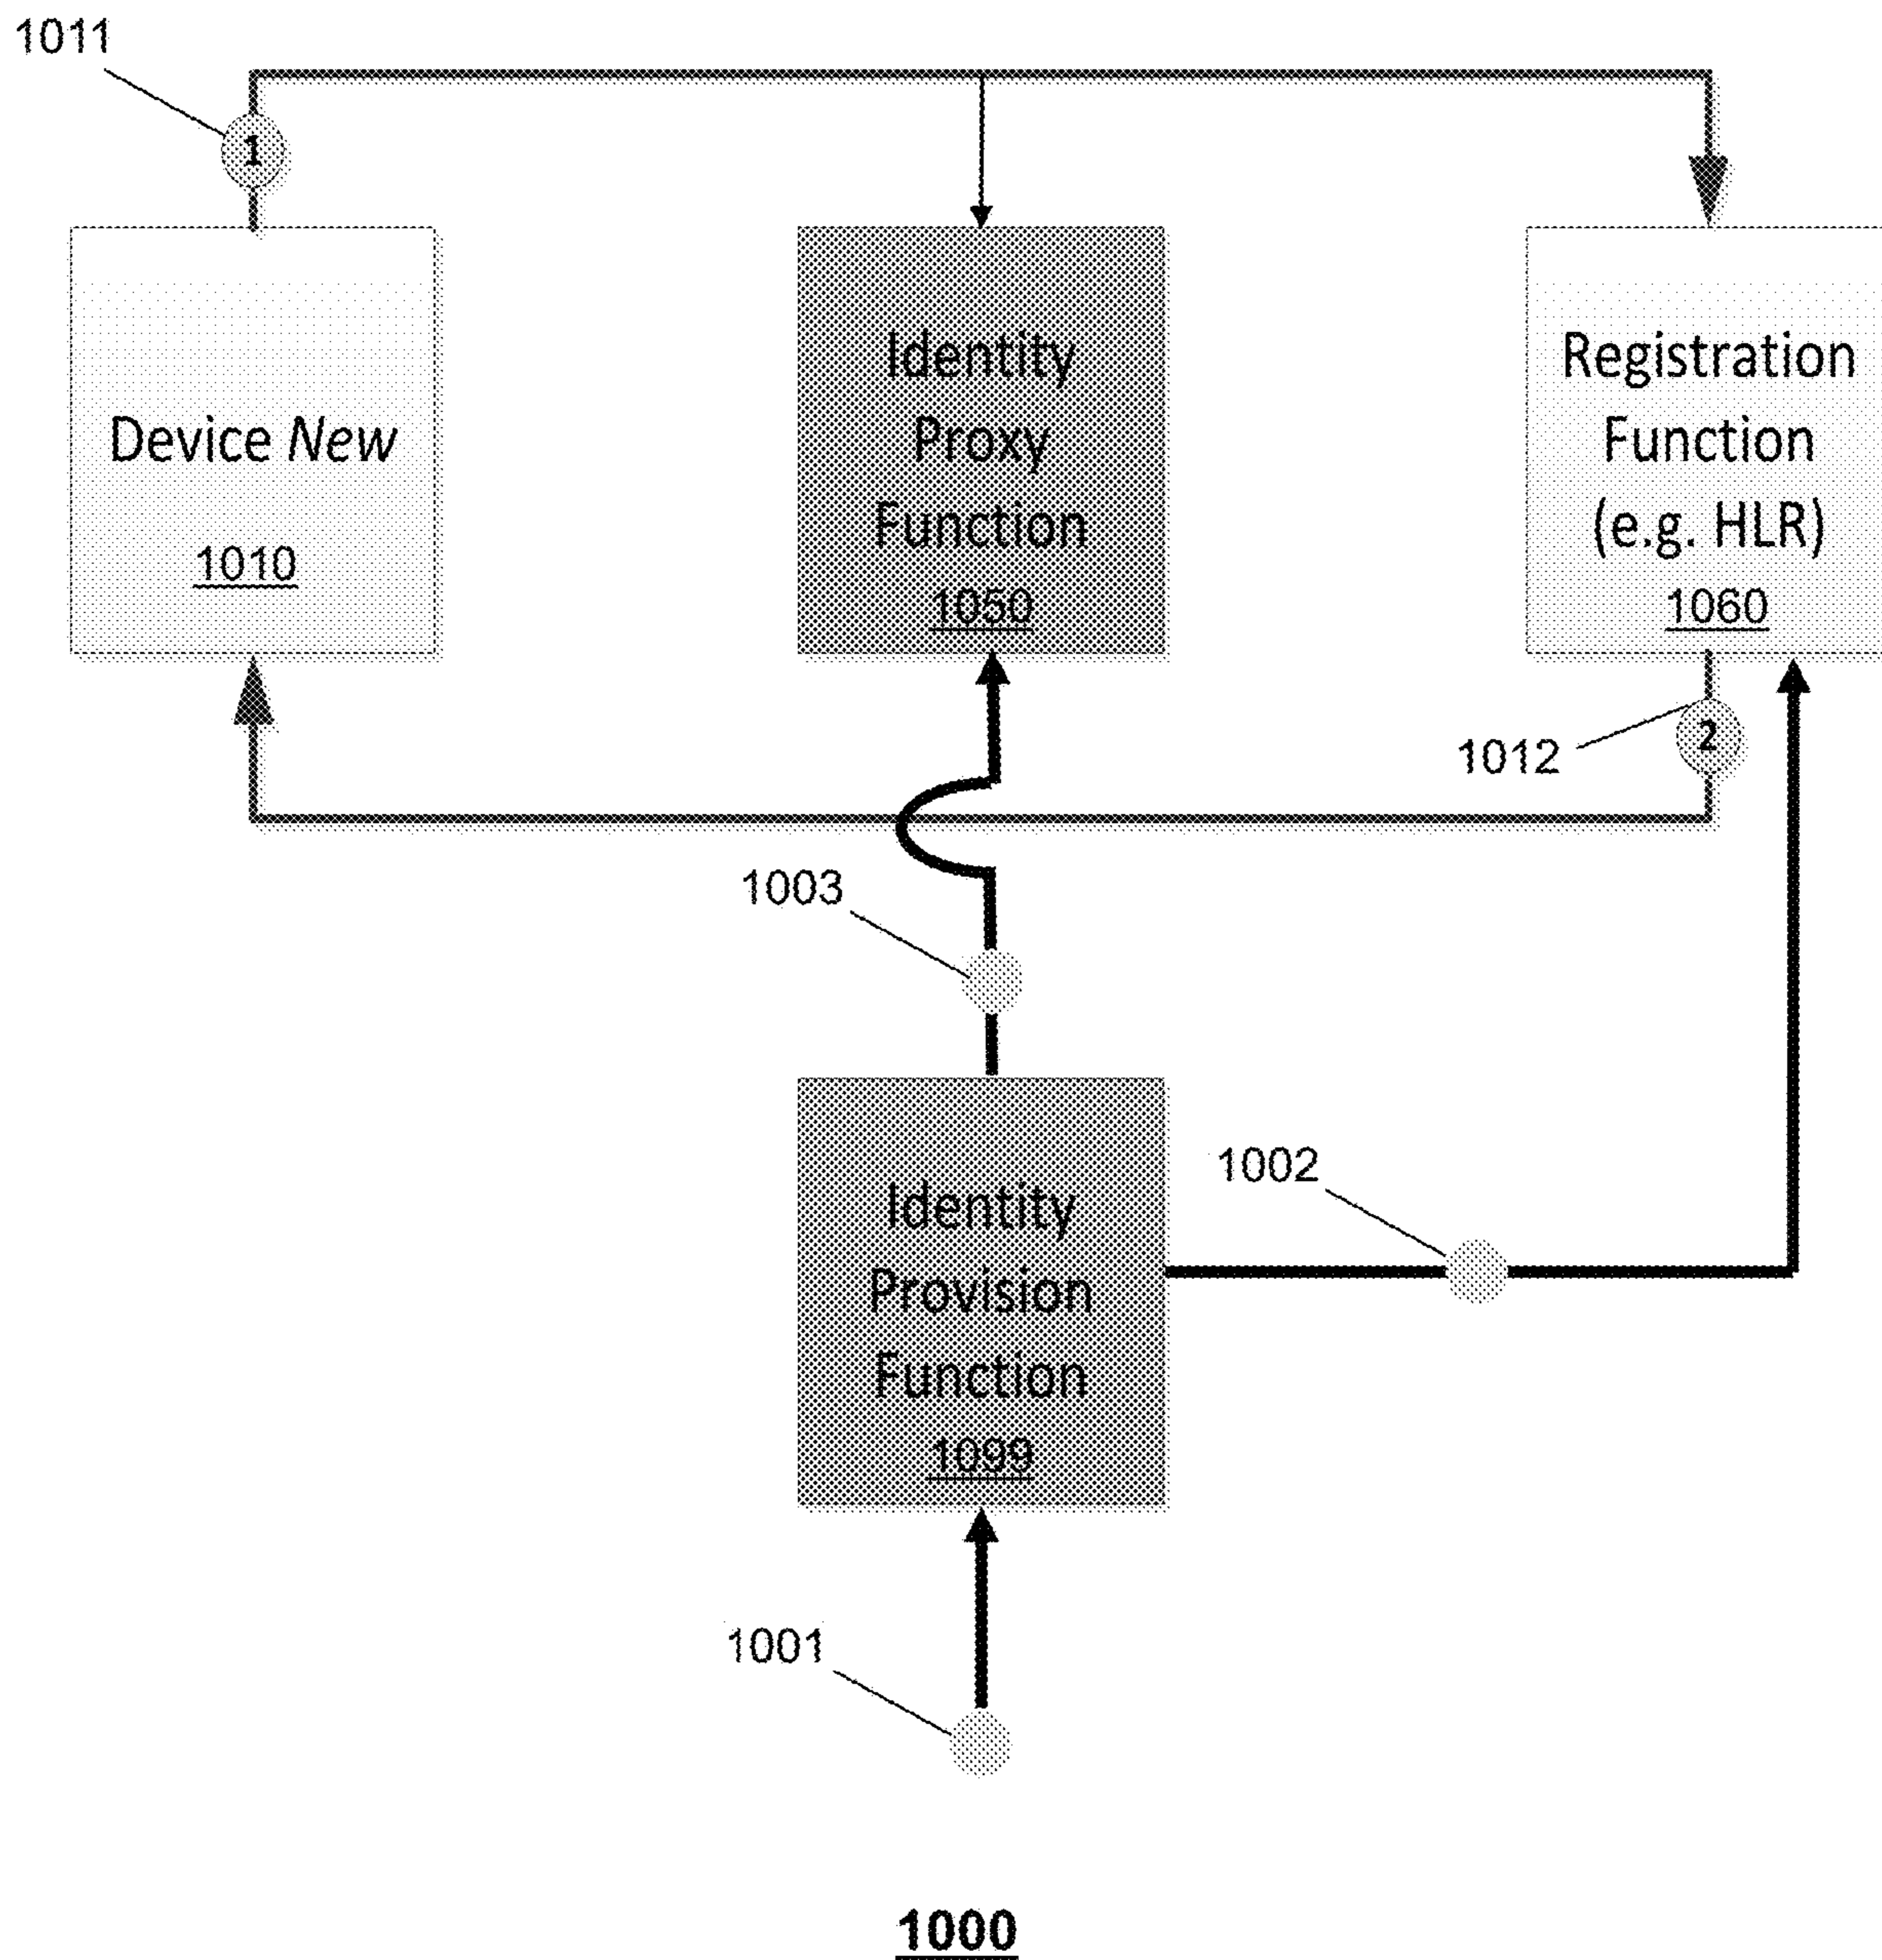 1011
1
Device New
1010
Identity
Proxy
Function
1050
Registration
Function
(e.g. HLR)
1060
1012
2
1003
1002
Identity
Provision
Function
1099
1001
1000